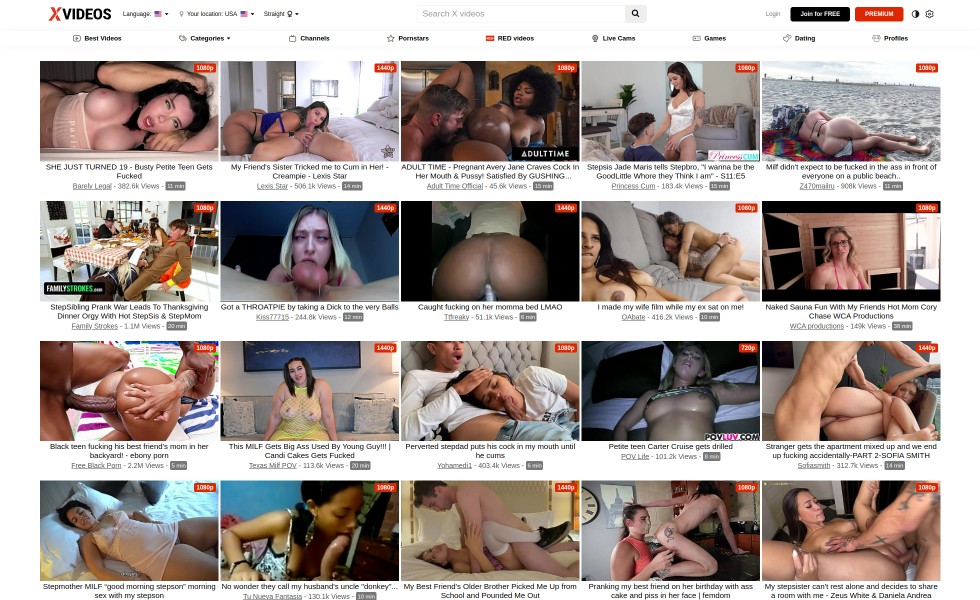 XVIDEOS
Language: Your location: USA Straight
Search X videos
Login Join for FREE PREMIUM
Best Videos Categories Channels Pornstars RED videos Live Cams Games Dating Profiles
1080p 1440p 1080p 1080p 1080p
ADULTTIME
PrincessCUM
SHE JUST TURNED 19 - Busty Petite Teen Gets
Fucked
Barely Legal - 382.6k Views - 11 min
My Friend's Sister Tricked me to Cum in Her! -
Creampie - Lexis Star
Lexis Star - 506.1k Views - 14 min
ADULT TIME - Pregnant Avery Jane Craves Cock In
Her Mouth & Pussy! Satisfied By GUSHING...
Adult Time Official - 45.6k Views - 15 min
Stepsis Jade Maris tells Stepbro, "I wanna be the
GoodLittle Whore they Think I am" - S11:E5
Princess Cum - 183.4k Views - 15 min
Milf didn't expect to be fucked in the ass in front of
everyone on a public beach..
Z470mailru - 908k Views - 11 min
1080p 1440p 1440p 1080p 1080p
FAMILYSTROKES.com
StepSibling Prank War Leads To Thanksgiving
Dinner Orgy With Hot StepSis & StepMom
Family Strokes - 1.1M Views - 20 min
Got a THROATPIE by taking a Dick to the very Balls
Kiss77715 - 244.8k Views - 12 min
Caught fucking on her momma bed LMAO
Ttfreaky - 51.1k Views - 6 min
I made my wife film while my ex sat on me!
OAbate - 416.2k Views - 10 min
Naked Sauna Fun With My Friends Hot Mom Cory
Chase WCA Productions
WCA productions - 149k Views - 38 min
1080p 1440p 1080p 720p 1440p
POVLUV.COM
Black teen fucking his best friend's mom in her
backyard! - ebony porn
Free Black Porn - 2.2M Views - 5 min
This MILF Gets Big Ass Used By Young Guy!!! |
Candi Cakes Gets Fucked
Texas Milf POV - 113.6k Views - 20 min
Perverted stepdad puts his cock in my mouth until
he cums
Yohamedi1 - 403.4k Views - 6 min
Petite teen Carter Cruise gets drilled
POV Life - 101.2k Views - 8 min
Stranger gets the apartment mixed up and we end
up fucking accidentally-PART 2-SOFIA SMITH
Sofiasmith - 312.7k Views - 14 min
1080p 1080p 1440p 1080p 1080p
Stepmother MILF "good morning stepson" morning
sex with my stepson
No wonder they call my husband's uncle "donkey"...
Tu Nueva Fantasia - 130.1k Views - 10 min
My Best Friend's Older Brother Picked Me Up from
School and Pounded Me Out
Pranking my best friend on her birthday with ass
cake and piss in her face | femdom
My stepsister can't rest alone and decides to share
a room with me - Zeus White & Daniela Andrea